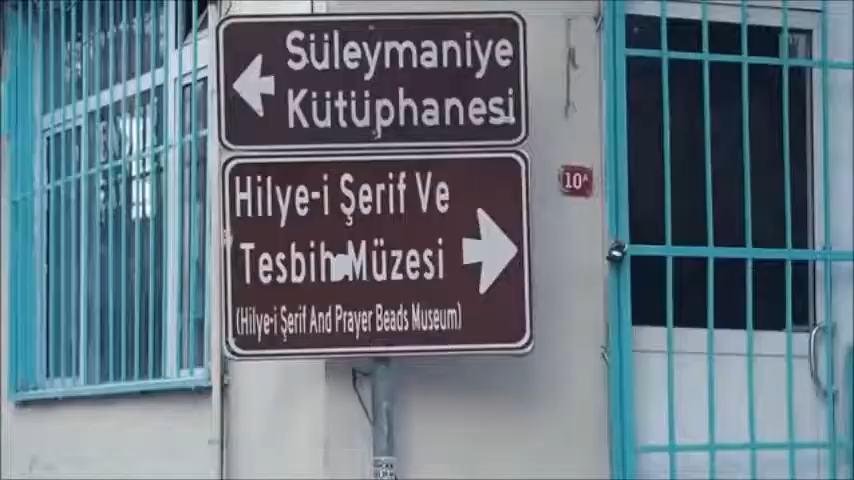 Süleymaniye
Kütüphanesi
Hilye-i Şerif Ve
Tesbih Müzesi
(Hilye-i Şerif And Prayer Beads Museum)
10A